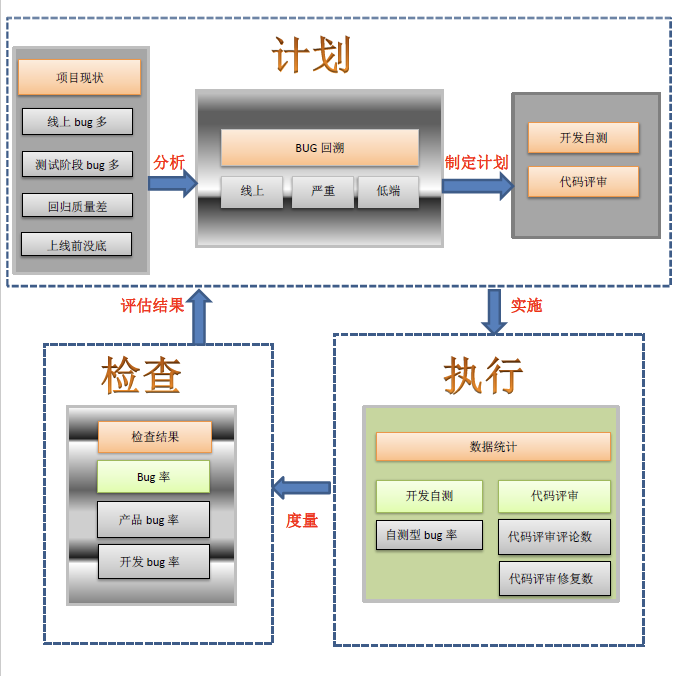 计划
项目现状
线上 bug 多
测试阶段 bug 多
回归质量差
上线前没底
分析
BUG 回溯
线上
严重
低端
制定计划
开发自测
代码评审
评估结果
实施
检查
检查结果
Bug 率
产品 bug 率
开发 bug 率
度量
执行
数据统计
开发自测
代码评审
自测型 bug 率
代码评审评论数
代码评审修复数